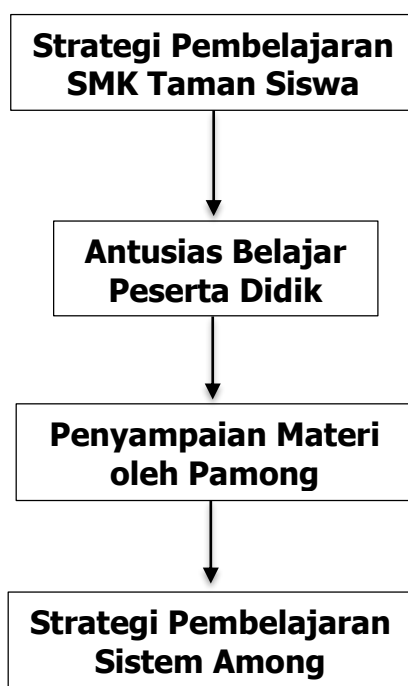 Strategi Pembelajaran
SMK Taman Siswa
Antusias Belajar
Peserta Didik
Penyampaian Materi
oleh Pamong
Strategi Pembelajaran
Sistem Among